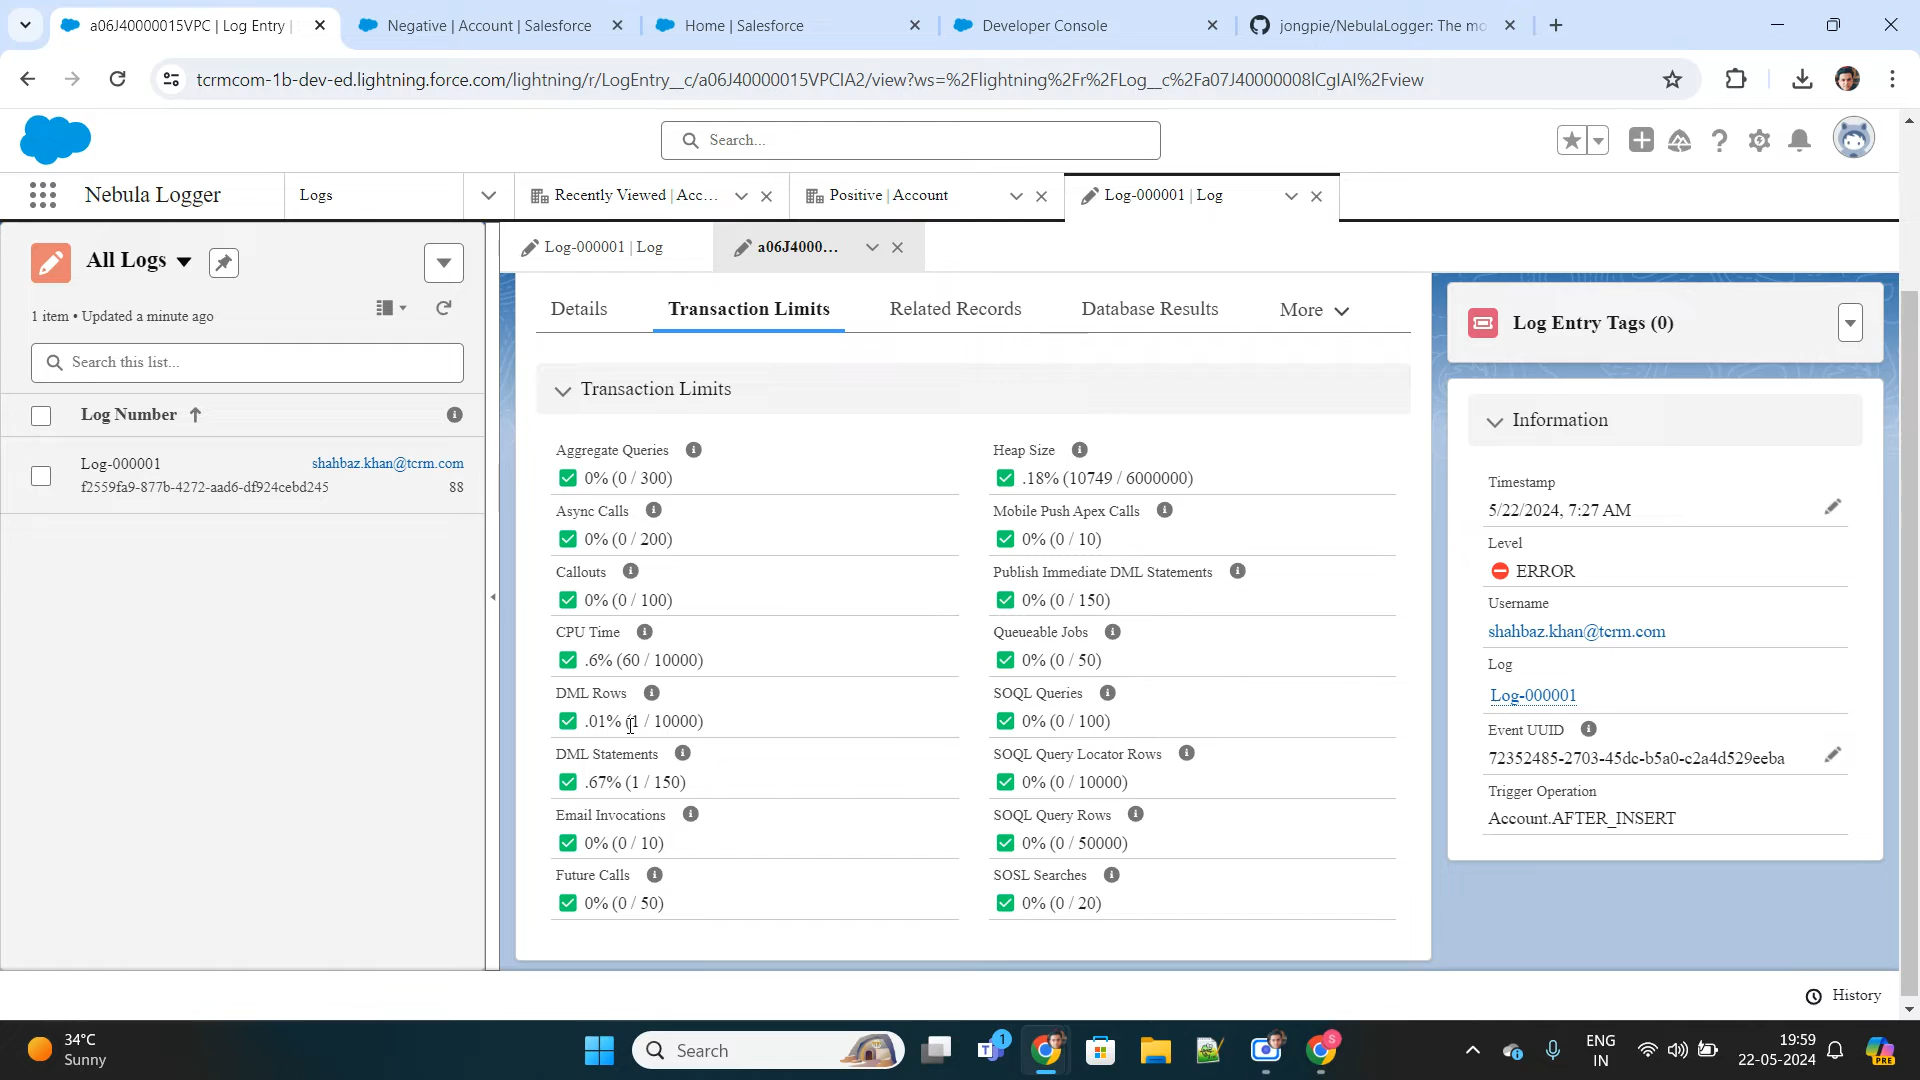 a06J40000015VPC | Log Entry |
Negative | Account | Salesforce
Home | Salesforce
Developer Console
jongpie/NebulaLogger: The mo
tcrmcom-1b-dev-ed.lightning.force.com/lightning/r/LogEntry__c/a06J40000015VPCIA2/view?ws=%2Flightning%2Fr%2FLog__c%2Fa07J40000008lCgIAI%2Fview
Search...
Nebula Logger
Logs
Recently Viewed | Acc...
Positive | Account
Log-000001 | Log
All Logs
1 item • Updated a minute ago
Search this list...
Log Number
Log-000001
shahbaz.khan@tcrm.com
f2559fa9-877b-4272-aad6-df924cebd245
88
Log-000001 | Log
a06J4000...
Details
Transaction Limits
Related Records
Database Results
More
Transaction Limits
Aggregate Queries
0% (0 / 300)
Async Calls
0% (0 / 200)
Callouts
0% (0 / 100)
CPU Time
.6% (60 / 10000)
DML Rows
.01% (1 / 10000)
DML Statements
.67% (1 / 150)
Email Invocations
0% (0 / 10)
Future Calls
0% (0 / 50)
Heap Size
.18% (10749 / 6000000)
Mobile Push Apex Calls
0% (0 / 10)
Publish Immediate DML Statements
0% (0 / 150)
Queueable Jobs
0% (0 / 50)
SOQL Queries
0% (0 / 100)
SOQL Query Locator Rows
0% (0 / 10000)
SOQL Query Rows
0% (0 / 50000)
SOSL Searches
0% (0 / 20)
Log Entry Tags (0)
Information
Timestamp
5/22/2024, 7:27 AM
Level
ERROR
Username
shahbaz.khan@tcrm.com
Log
Log-000001
Event UUID
72352485-2703-45dc-b5a0-c2a4d529eeba
Trigger Operation
Account.AFTER_INSERT
History
34°C
Sunny
Search
1
S
ENG
IN
19:59
22-05-2024
PRE